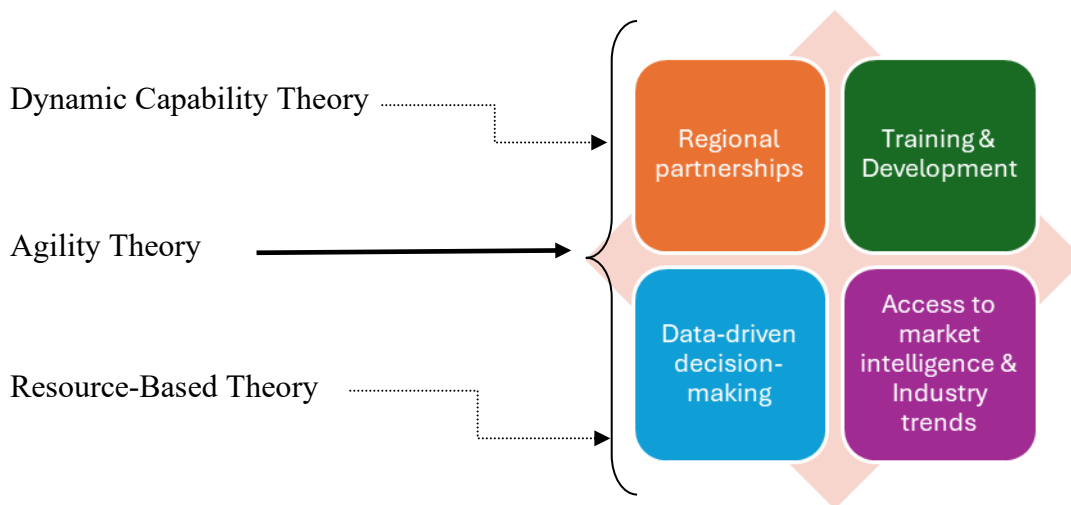 Dynamic Capability Theory
Agility Theory
Resource-Based Theory
Regional
partnerships
Training &
Development
Data-driven
decision-
making
Access to
market
intelligence &
Industry
trends